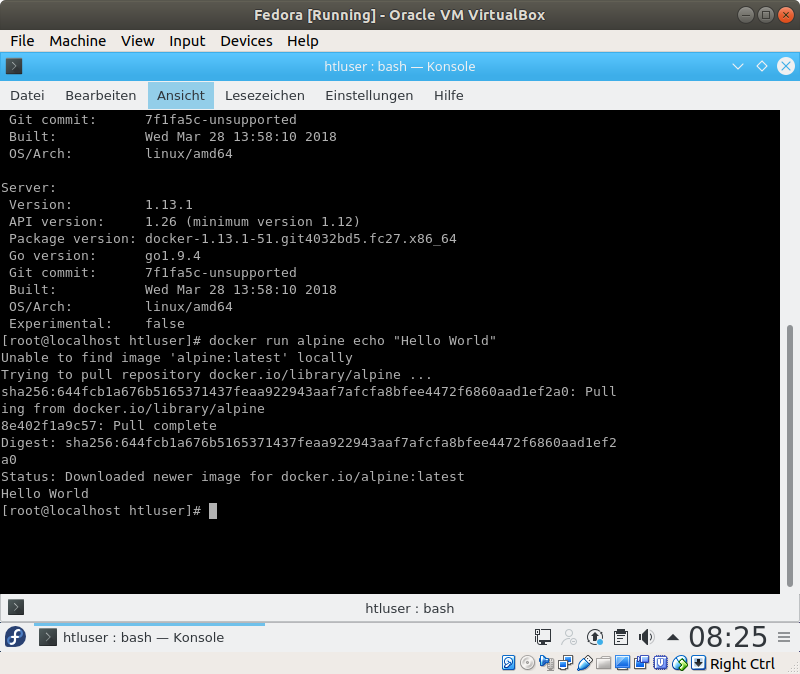 Fedora [Running] - Oracle VM VirtualBox
File Machine View Input Devices Help
htluser : bash — Konsole
Datei Bearbeiten Ansicht Lesezeichen Einstellungen Hilfe
Git commit: 7f1fa5c-unsupported
Built: Wed Mar 28 13:58:10 2018
OS/Arch: linux/amd64
Server:
Version: 1.13.1
API version: 1.26 (minimum version 1.12)
Package version: docker-1.13.1-51.git4032bd5.fc27.x86_64
Go version: go1.9.4
Git commit: 7f1fa5c-unsupported
Built: Wed Mar 28 13:58:10 2018
OS/Arch: linux/amd64
Experimental: false
[root@localhost htluser]# docker run alpine echo "Hello World"
Unable to find image 'alpine:latest' locally
Trying to pull repository docker.io/library/alpine ...
sha256:644fcb1a676b5165371437feaa922943aaf7afcfa8bfee4472f6860aad1ef2a0: Pull
ing from docker.io/library/alpine
8e402f1a9c57: Pull complete
Digest: sha256:644fcb1a676b5165371437feaa922943aaf7afcfa8bfee4472f6860aad1ef2
a0
Status: Downloaded newer image for docker.io/alpine:latest
Hello World
[root@localhost htluser]#
htluser : bash
htluser : bash — Konsole
08:25
Right Ctrl